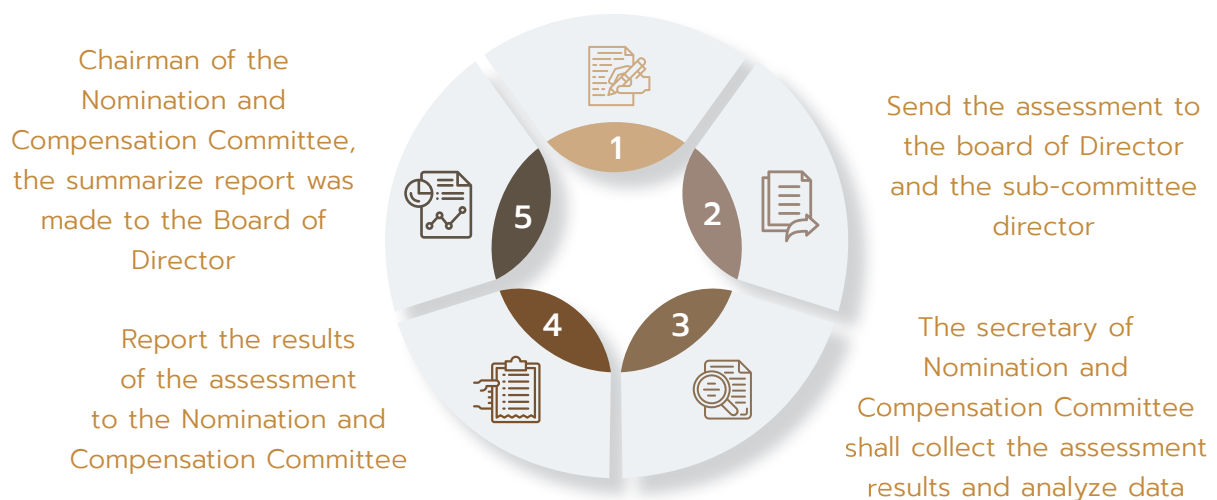 1
Send the assessment to
the board of Director
and the sub-committee
director
2
The secretary of
Nomination and
Compensation Committee
shall collect the assessment
results and analyze data
3
Report the results
of the assessment
to the Nomination and
Compensation Committee
4
Chairman of the
Nomination and
Compensation Committee,
the summarize report was
made to the Board of
Director
5